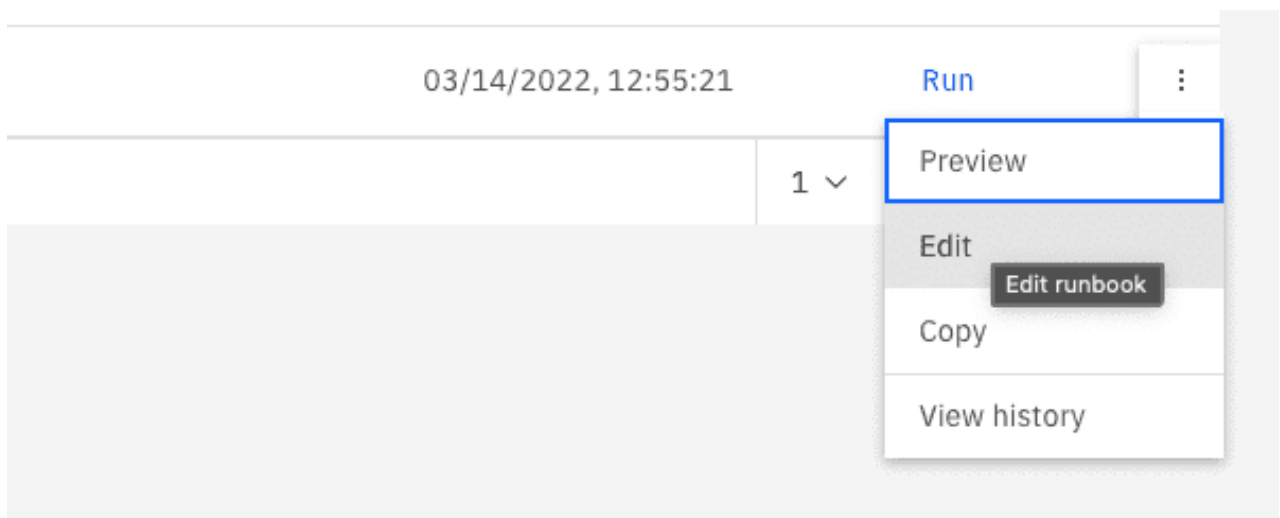 03/14/2022, 12:55:21 Run
1
Preview
Edit
Edit runbook
Copy
View history